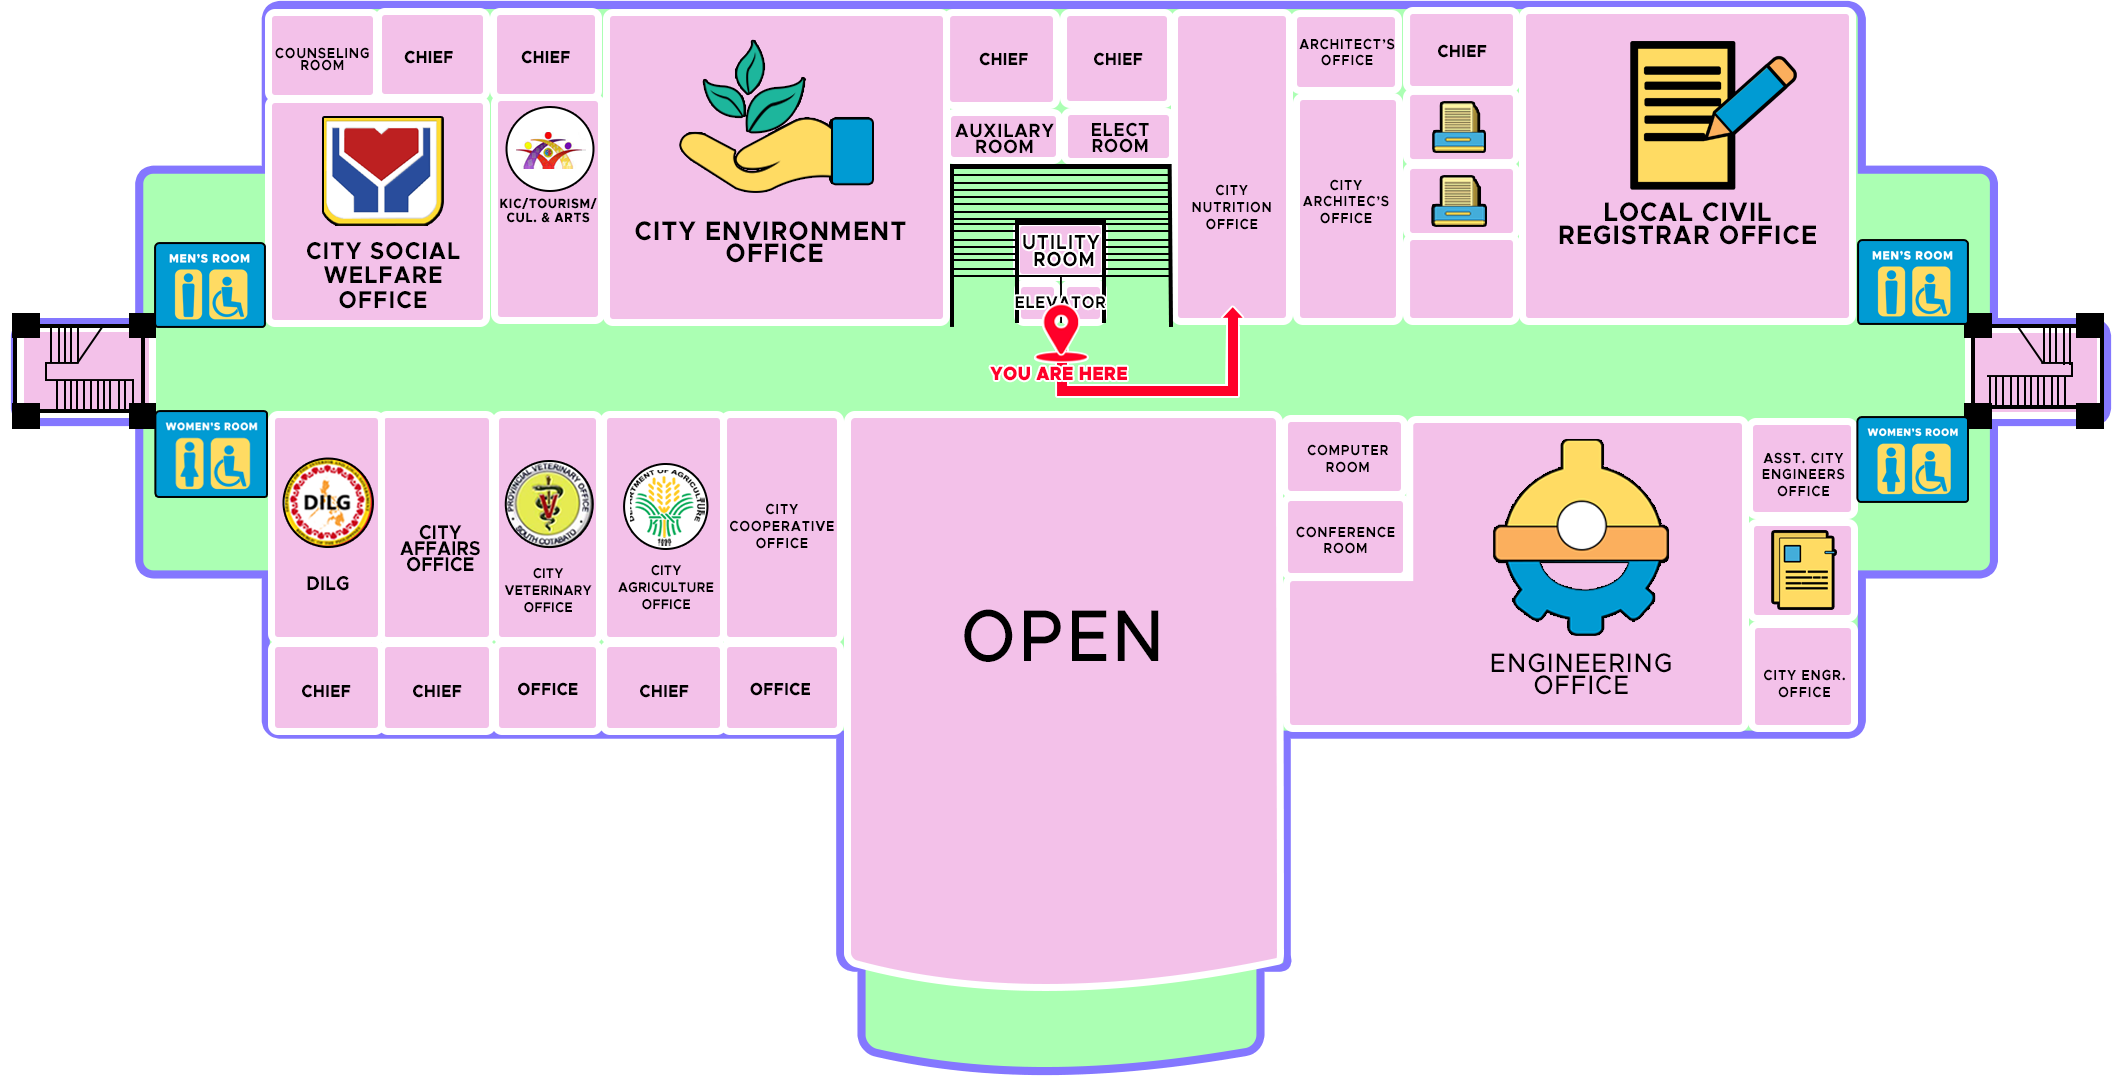 COUNSELING
ROOM
CHIEF
CHIEF
CHIEF
CHIEF
ARCHITECT'S
OFFICE
CHIEF
AUXILARY
ROOM
ELECT
ROOM
KIC/TOURISM/
CUL. & ARTS
CITY SOCIAL
WELFARE
OFFICE
CITY ENVIRONMENT
OFFICE
UTILITY
ROOM
ELEVATOR
CITY
NUTRITION
OFFICE
CITY
ARCHITEC'S
OFFICE
LOCAL CIVIL
REGISTRAR OFFICE
MEN'S ROOM
MEN'S ROOM
YOU ARE HERE
WOMEN'S ROOM
WOMEN'S ROOM
DILG
DILG
CITY
AFFAIRS
OFFICE
PROVINCIAL VETERINARY OFFICE
V
SOUTH COTABATO
CITY
VETERINARY
OFFICE
DEPARTMENT OF AGRICULTURE
CITY
AGRICULTURE
OFFICE
CITY
COOPERATIVE
OFFICE
OPEN
COMPUTER
ROOM
CONFERENCE
ROOM
ENGINEERING
OFFICE
ASST. CITY
ENGINEERS
OFFICE
CITY ENGR.
OFFICE
CHIEF
CHIEF
OFFICE
CHIEF
OFFICE